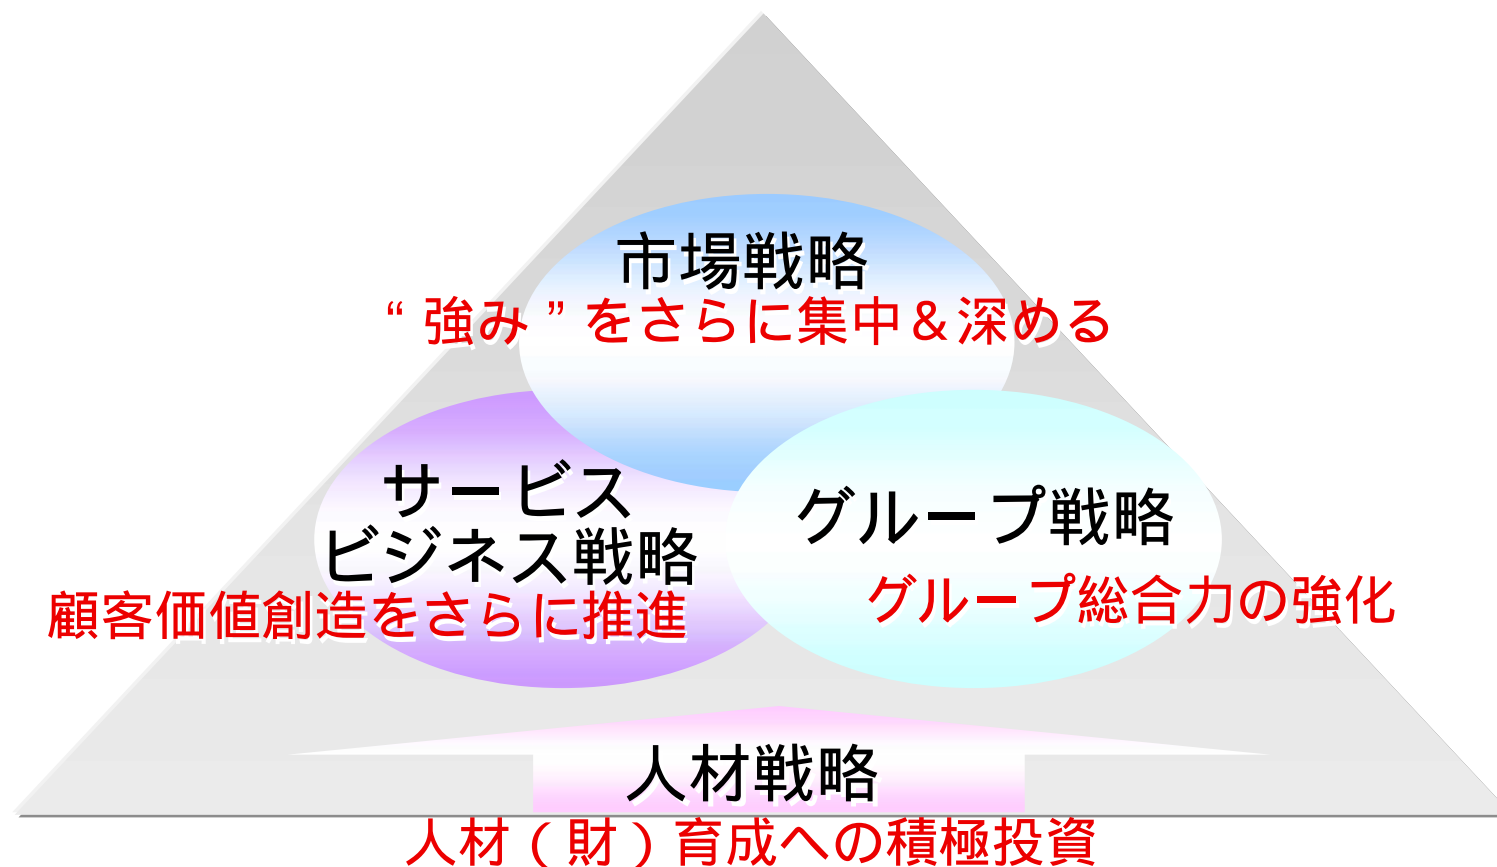 市場戦略
“強み”をさらに集中＆深める
サービス
ビジネス戦略
顧客価値創造をさらに推進
グループ戦略
グループ総合力の強化
人材戦略
人材（財）育成への積極投資